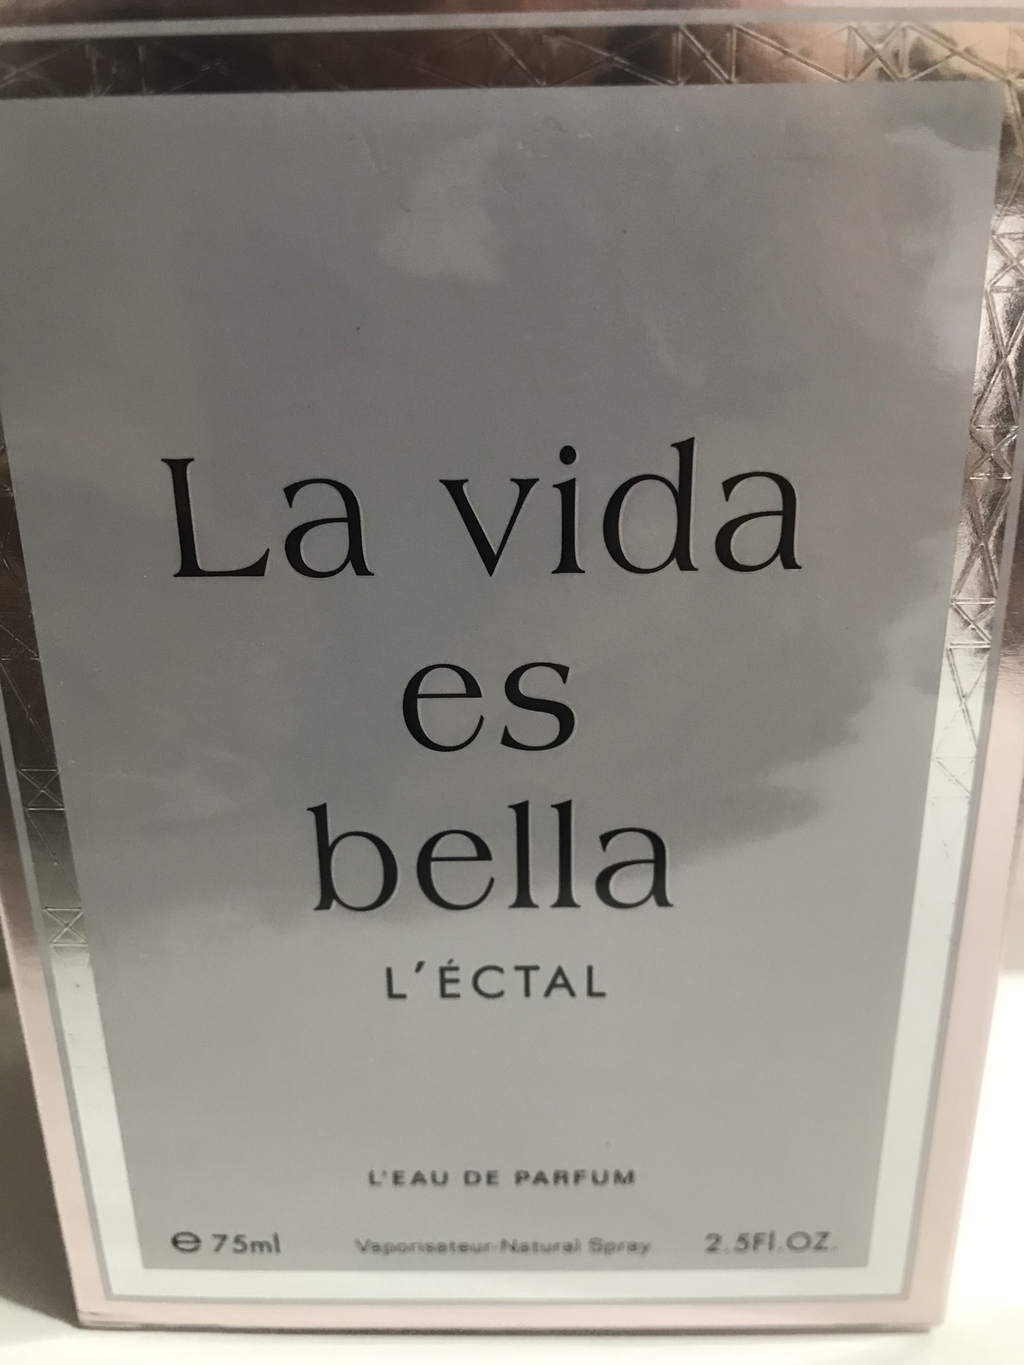 La vida
es
bella
L'ÉCTAL
L'EAU DE PARFUM
℮ 75ml Vaporisateur-Natural Spray 2.5Fl.OZ.